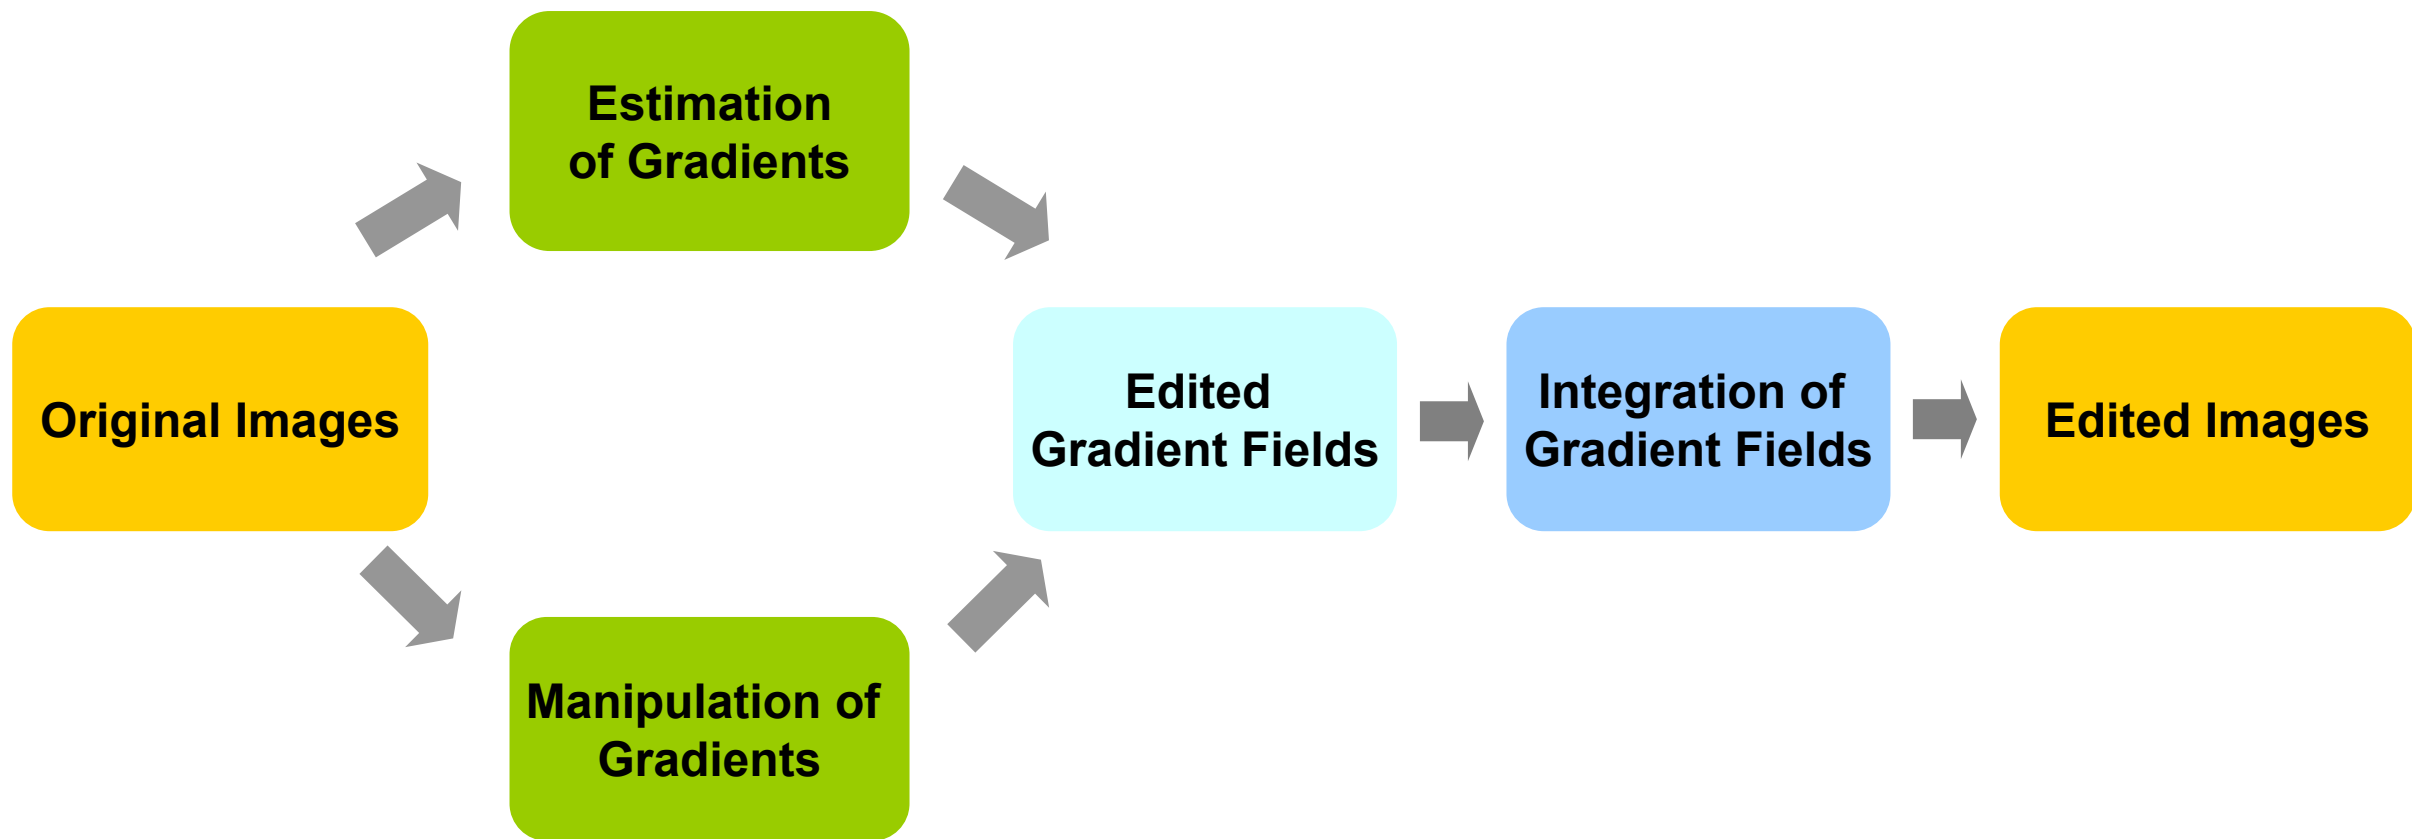 Estimation
of Gradients
Original Images
Edited
Gradient Fields
Integration of
Gradient Fields
Edited Images
Manipulation of
Gradients